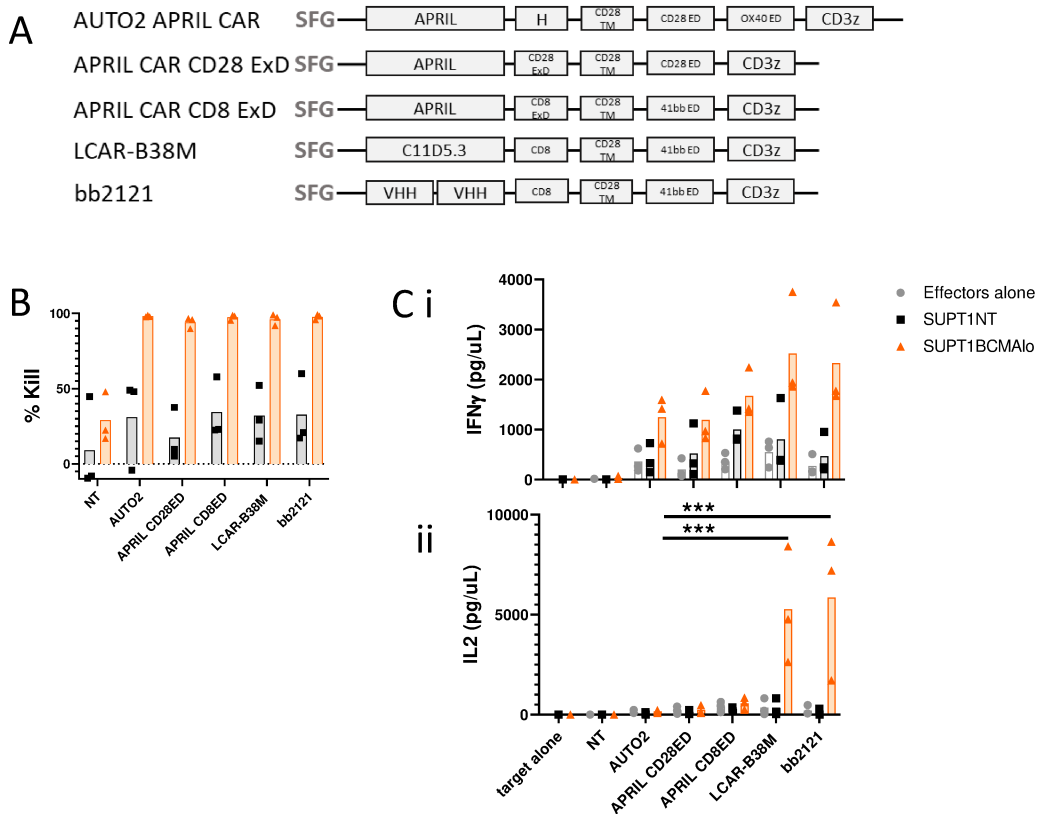 A
AUTO2 APRIL CAR SFG APRIL H CD28 TM CD28 ED OX40 ED CD3z
APRIL CAR CD28 ExD SFG APRIL CD28 ExD CD28 TM CD28 ED CD3z
APRIL CAR CD8 ExD SFG APRIL CD8 ExD CD28 TM 41bb ED CD3z
LCAR-B38M SFG C11D5.3 CD8 CD28 TM 41bb ED CD3z
bb2121 SFG VHH VHH CD8 CD28 TM 41bb ED CD3z
B
% Kill
100
50
0
NT
AUTO2
APRIL CD28ED
APRIL CD8ED
LCAR-B38M
bb2121
C i
IFNγ (pg/uL)
4000
3000
2000
1000
0
Effectors alone
SUPT1NT
SUPT1BCMAlo
ii
IL2 (pg/uL)
10000
5000
0
***
***
target alone
NT
AUTO2
APRIL CD28ED
APRIL CD8ED
LCAR-B38M
bb2121